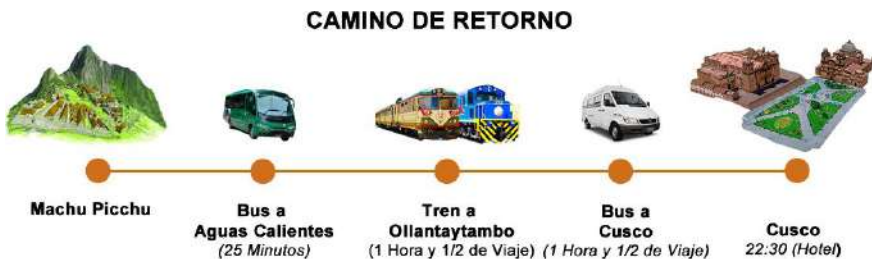 CAMINO DE RETORNO
Machu Picchu
Bus a
Aguas Calientes
(25 Minutos)
Tren a
Ollantaytambo
(1 Hora y 1/2 de Viaje)
Bus a
Cusco
(1 Hora y 1/2 de Viaje)
Cusco
22:30 (Hotel)